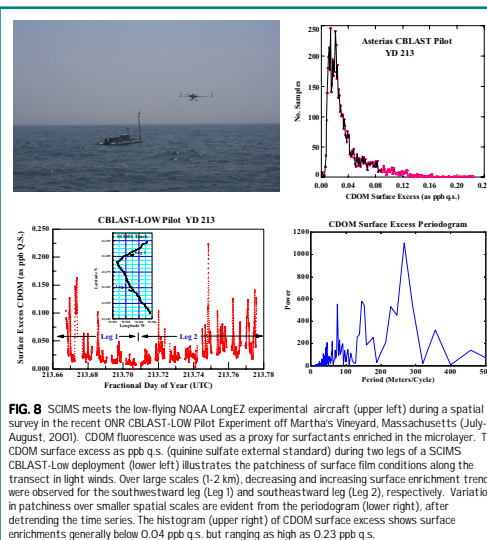 Asterias CBLAST Pilot
YD 213
No. Samples
250
200
150
100
50
0
0.00 0.04 0.08 0.12 0.16 0.20 0.2
CDOM Surface Excess (as ppb q.s.)
CBLAST-LOW Pilot YD 213
Surface Excess CDOM (as ppb Q.S.)
0.250
0.200
0.150
0.100
0.050
0.000
SCIMS Track
Latitude N
Longitude W
Leg 1
Leg 2
213.66 213.68 213.70 213.72 213.74 213.76 213.78
Fractional Day of Year (UTC)
CDOM Surface Excess Periodogram
Power
1200
1000
800
600
400
200
0
0 100 200 300 400 50
Period (Meters/Cycle)
FIG. 8 SCIMS meets the low-flying NOAA LongEZ experimental aircraft (upper left) during a spatial
survey in the recent ONR CBLAST-LOW Pilot Experiment off Martha's Vineyard, Massachusetts (July-
August, 2001). CDOM fluorescence was used as a proxy for surfactants enriched in the microlayer. T
CDOM surface excess as ppb q.s. (quinine sulfate external standard) during two legs of a SCIMS
CBLAST-Low deployment (lower left) illustrates the patchiness of surface film conditions along the
transect in light winds. Over large scales (1-2 km), decreasing and increasing surface enrichment trend
were observed for the southwestward leg (Leg 1) and southeastward leg (Leg 2), respectively. Variation
in patchiness over smaller spatial scales are evident from the periodogram (lower right), after
detrending the time series. The histogram (upper right) of CDOM surface excess shows surface
enrichments generally below 0.04 ppb q.s. but ranging as high as 0.23 ppb q.s.